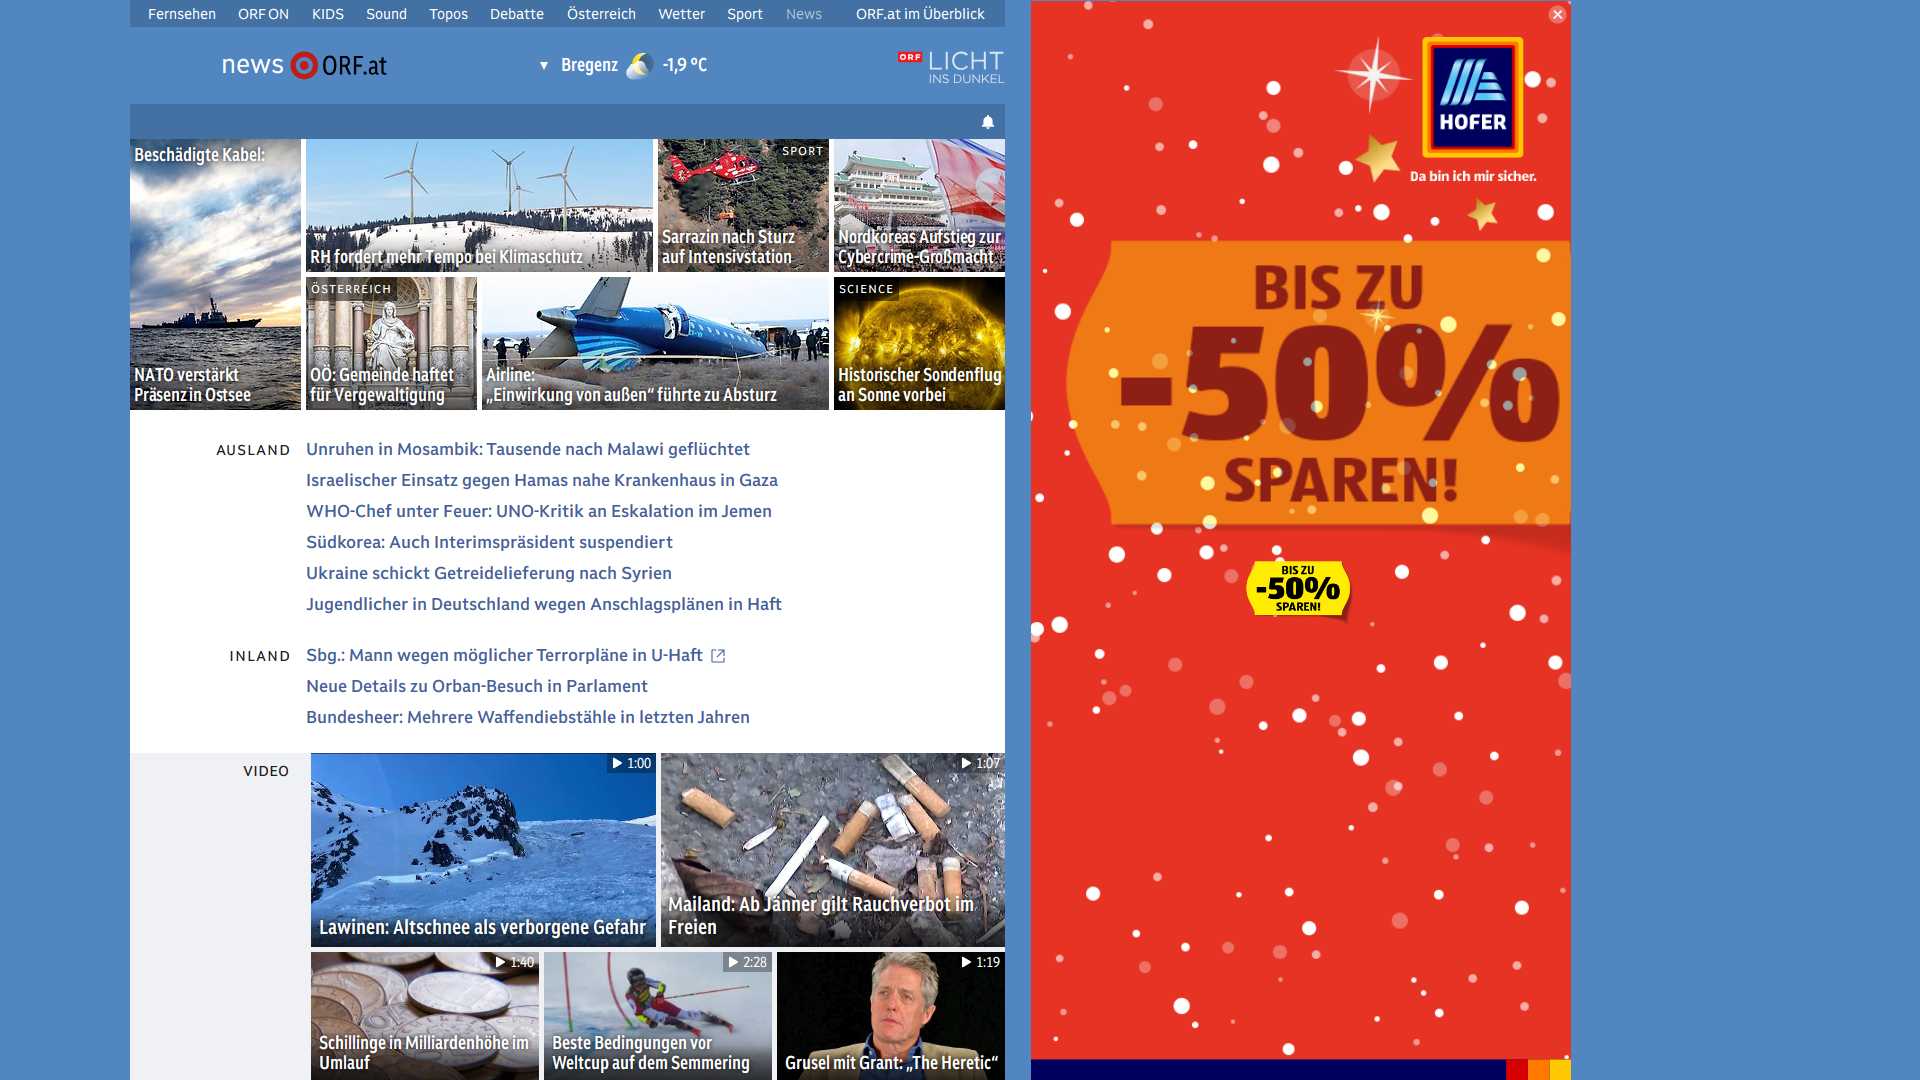 Fernsehen ORF ON KIDS Sound Topos Debatte Österreich Wetter Sport News ORF.at im Überblick
news ORF.at
▼ Bregenz -1,9 °C
ORF LICHT
INS DUNKEL
Beschädigte Kabel:
NATO verstärkt
Präsenz in Ostsee
RH fordert mehr Tempo bei Klimaschutz
SPORT
Sarrazin nach Sturz
auf Intensivstation
Nordkoreas Aufstieg zur
Cybercrime-Großmacht
ÖSTERREICH
OÖ: Gemeinde haftet
für Vergewaltigung
Airline:
„Einwirkung von außen“ führte zu Absturz
SCIENCE
Historischer Sondenflug
an Sonne vorbei
AUSLAND
Unruhen in Mosambik: Tausende nach Malawi geflüchtet
Israelischer Einsatz gegen Hamas nahe Krankenhaus in Gaza
WHO-Chef unter Feuer: UNO-Kritik an Eskalation im Jemen
Südkorea: Auch Interimspräsident suspendiert
Ukraine schickt Getreidelieferung nach Syrien
Jugendlicher in Deutschland wegen Anschlagsplänen in Haft
INLAND
Sbg.: Mann wegen möglicher Terrorpläne in U-Haft
Neue Details zu Orban-Besuch in Parlament
Bundesheer: Mehrere Waffendiebstähle in letzten Jahren
VIDEO
1:00
Lawinen: Altschnee als verborgene Gefahr
1:07
Mailand: Ab Jänner gilt Rauchverbot im
Freien
1:40
Schillinge in Milliardenhöhe im
Umlauf
2:28
Beste Bedingungen vor
Weltcup auf dem Semmering
1:19
Grusel mit Grant: „The Heretic“
HOFER
Da bin ich mir sicher.
BIS ZU
-50%
SPAREN!
BIS ZU
-50%
SPAREN!